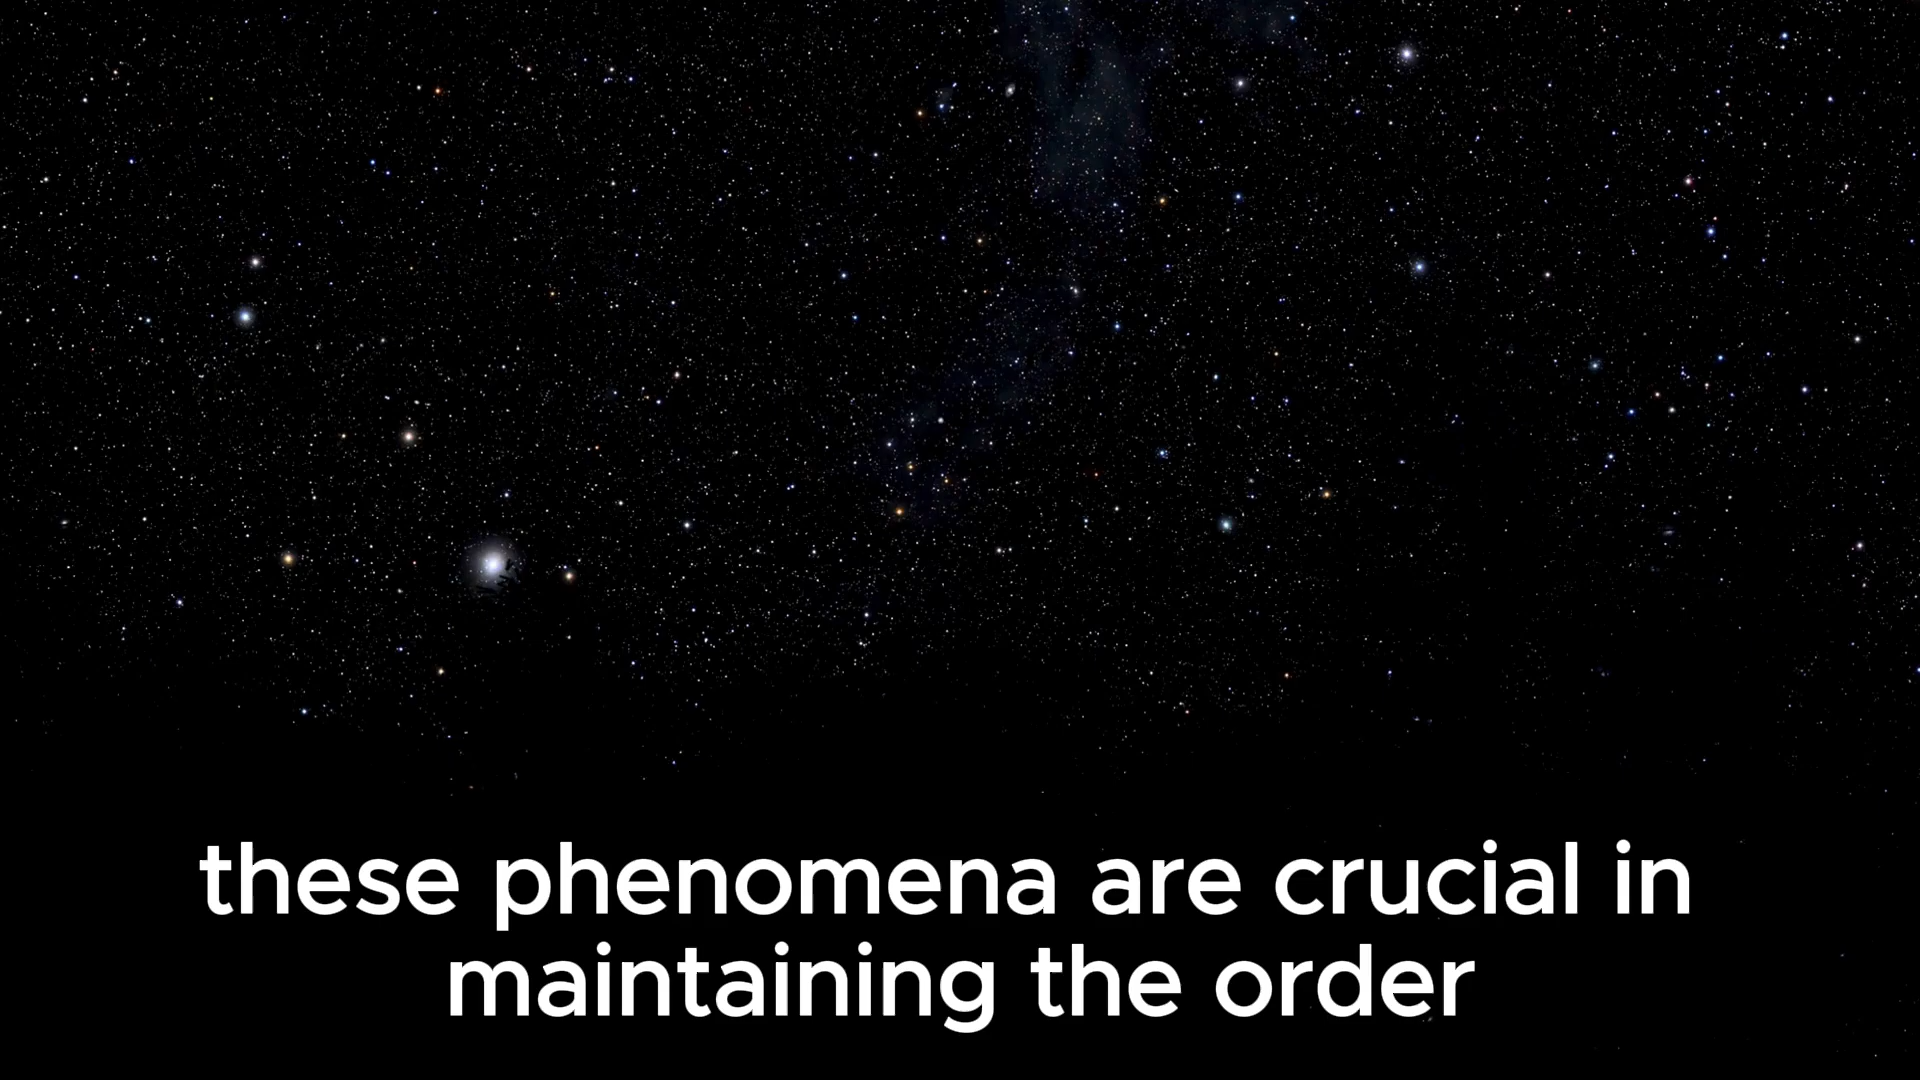 these phenomena are crucial in
maintaining the order